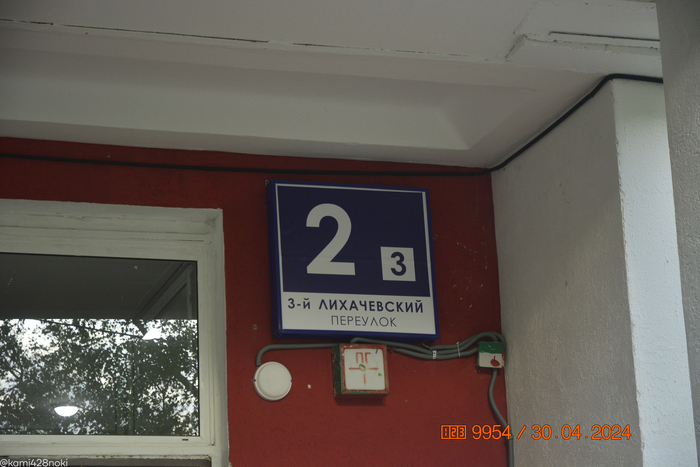 2
3
3-й ЛИХАЧЕВСКИЙ
ПЕРЕУЛОК
ПГ
9954 / 30.04.2024
@kami428noki